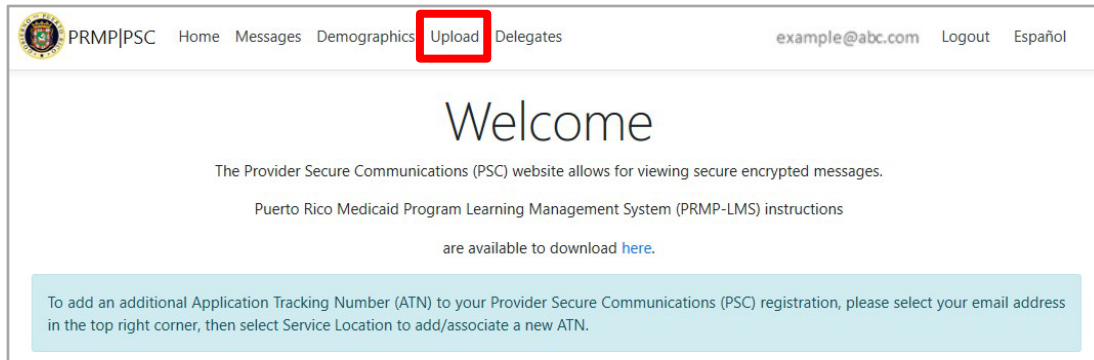 PRMP|PSC Home Messages Demographics Upload Delegates example@abc.com Logout Español
Welcome
The Provider Secure Communications (PSC) website allows for viewing secure encrypted messages.
Puerto Rico Medicaid Program Learning Management System (PRMP-LMS) instructions
are available to download here.
To add an additional Application Tracking Number (ATN) to your Provider Secure Communications (PSC) registration, please select your email address
in the top right corner, then select Service Location to add/associate a new ATN.